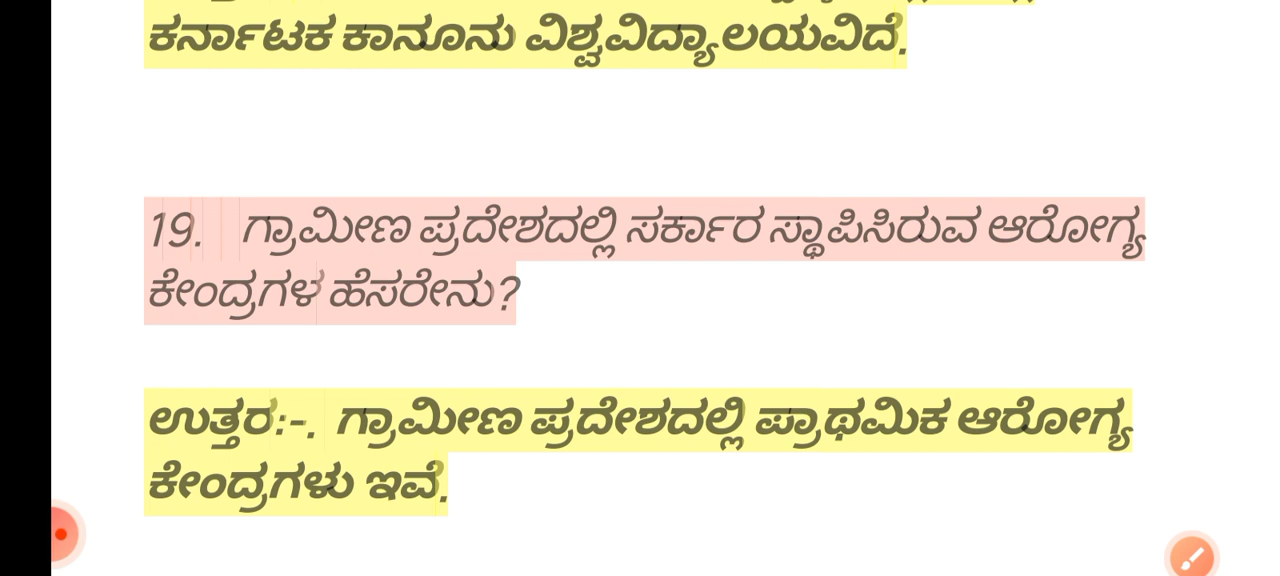 ಕರ್ನಾಟಕ ಕಾನೂನು ವಿಶ್ವವಿದ್ಯಾಲಯವಿದೆ.
19. ಗ್ರಾಮೀಣ ಪ್ರದೇಶದಲ್ಲಿ ಸರ್ಕಾರ ಸ್ಥಾಪಿಸಿರುವ ಆರೋಗ್ಯ
ಕೇಂದ್ರಗಳ ಹೆಸರೇನು?
ಉತ್ತರ:-. ಗ್ರಾಮೀಣ ಪ್ರದೇಶದಲ್ಲಿ ಪ್ರಾಥಮಿಕ ಆರೋಗ್ಯ
ಕೇಂದ್ರಗಳು ಇವೆ.